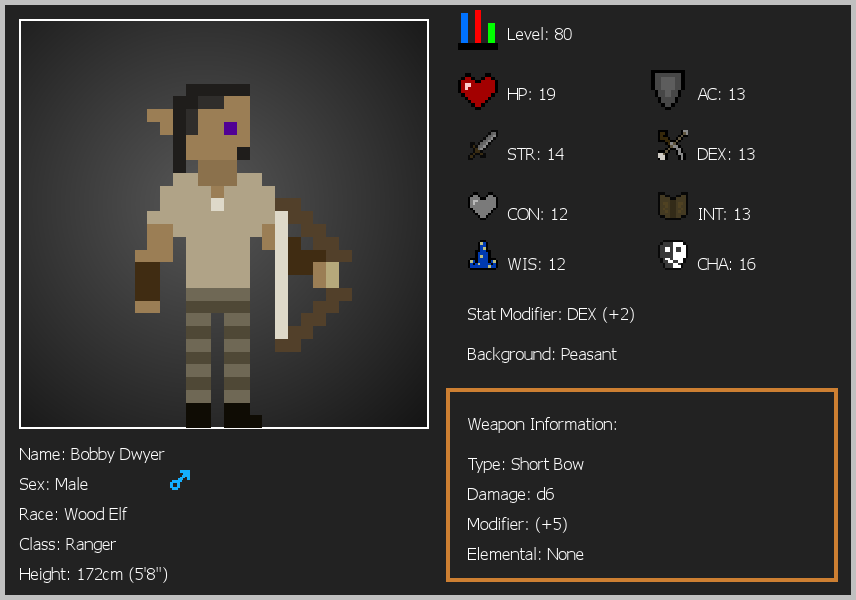 Level: 80
HP: 19
AC: 13
STR: 14
DEX: 13
CON: 12
INT: 13
WIS: 12
CHA: 16
Stat Modifier: DEX (+2)
Background: Peasant
Weapon Information:
Type: Short Bow
Damage: d6
Modifier: (+5)
Elemental: None
Name: Bobby Dwyer
Sex: Male
Race: Wood Elf
Class: Ranger
Height: 172cm (5'8")